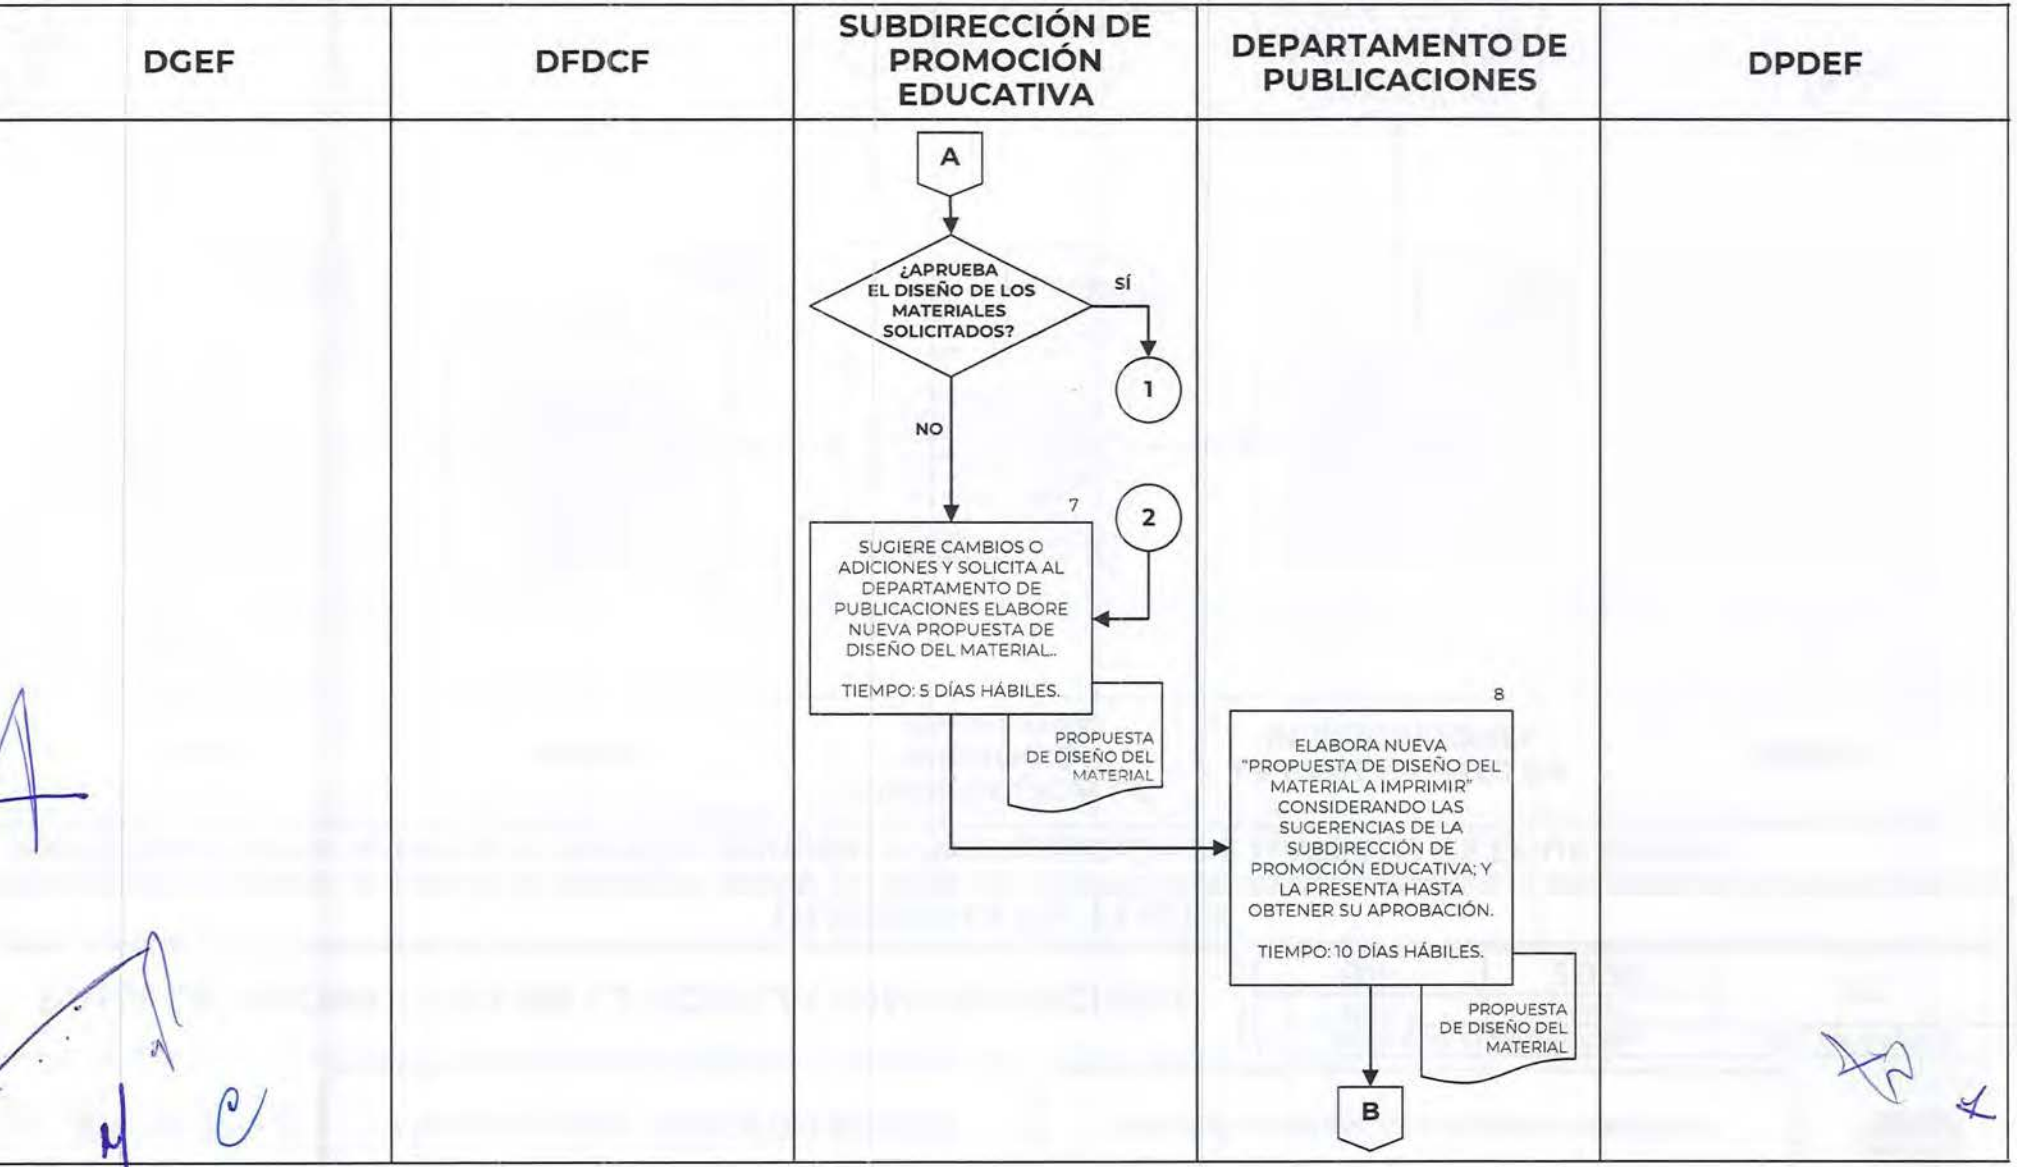 DGEF
DFDCF
SUBDIRECCIÓN DE
PROMOCIÓN
EDUCATIVA
DEPARTAMENTO DE
PUBLICACIONES
DPDEF
A
¿APRUEBA
EL DISEÑO DE LOS
MATERIALES
SOLICITADOS?
SÍ
1
NO
2
7
SUGIERE CAMBIOS O
ADICIONES Y SOLICITA AL
DEPARTAMENTO DE
PUBLICACIONES ELABORE
NUEVA PROPUESTA DE
DISEÑO DEL MATERIAL..
TIEMPO: 5 DÍAS HÁBILES.
PROPUESTA
DE DISEÑO DEL
MATERIAL
8
ELABORA NUEVA
"PROPUESTA DE DISEÑO DEL
MATERIAL A IMPRIMIR"
CONSIDERANDO LAS
SUGERENCIAS DE LA
SUBDIRECCIÓN DE
PROMOCIÓN EDUCATIVA; Y
LA PRESENTA HASTA
OBTENER SU APROBACIÓN.
TIEMPO: 10 DÍAS HÁBILES.
PROPUESTA
DE DISEÑO DEL
MATERIAL
B